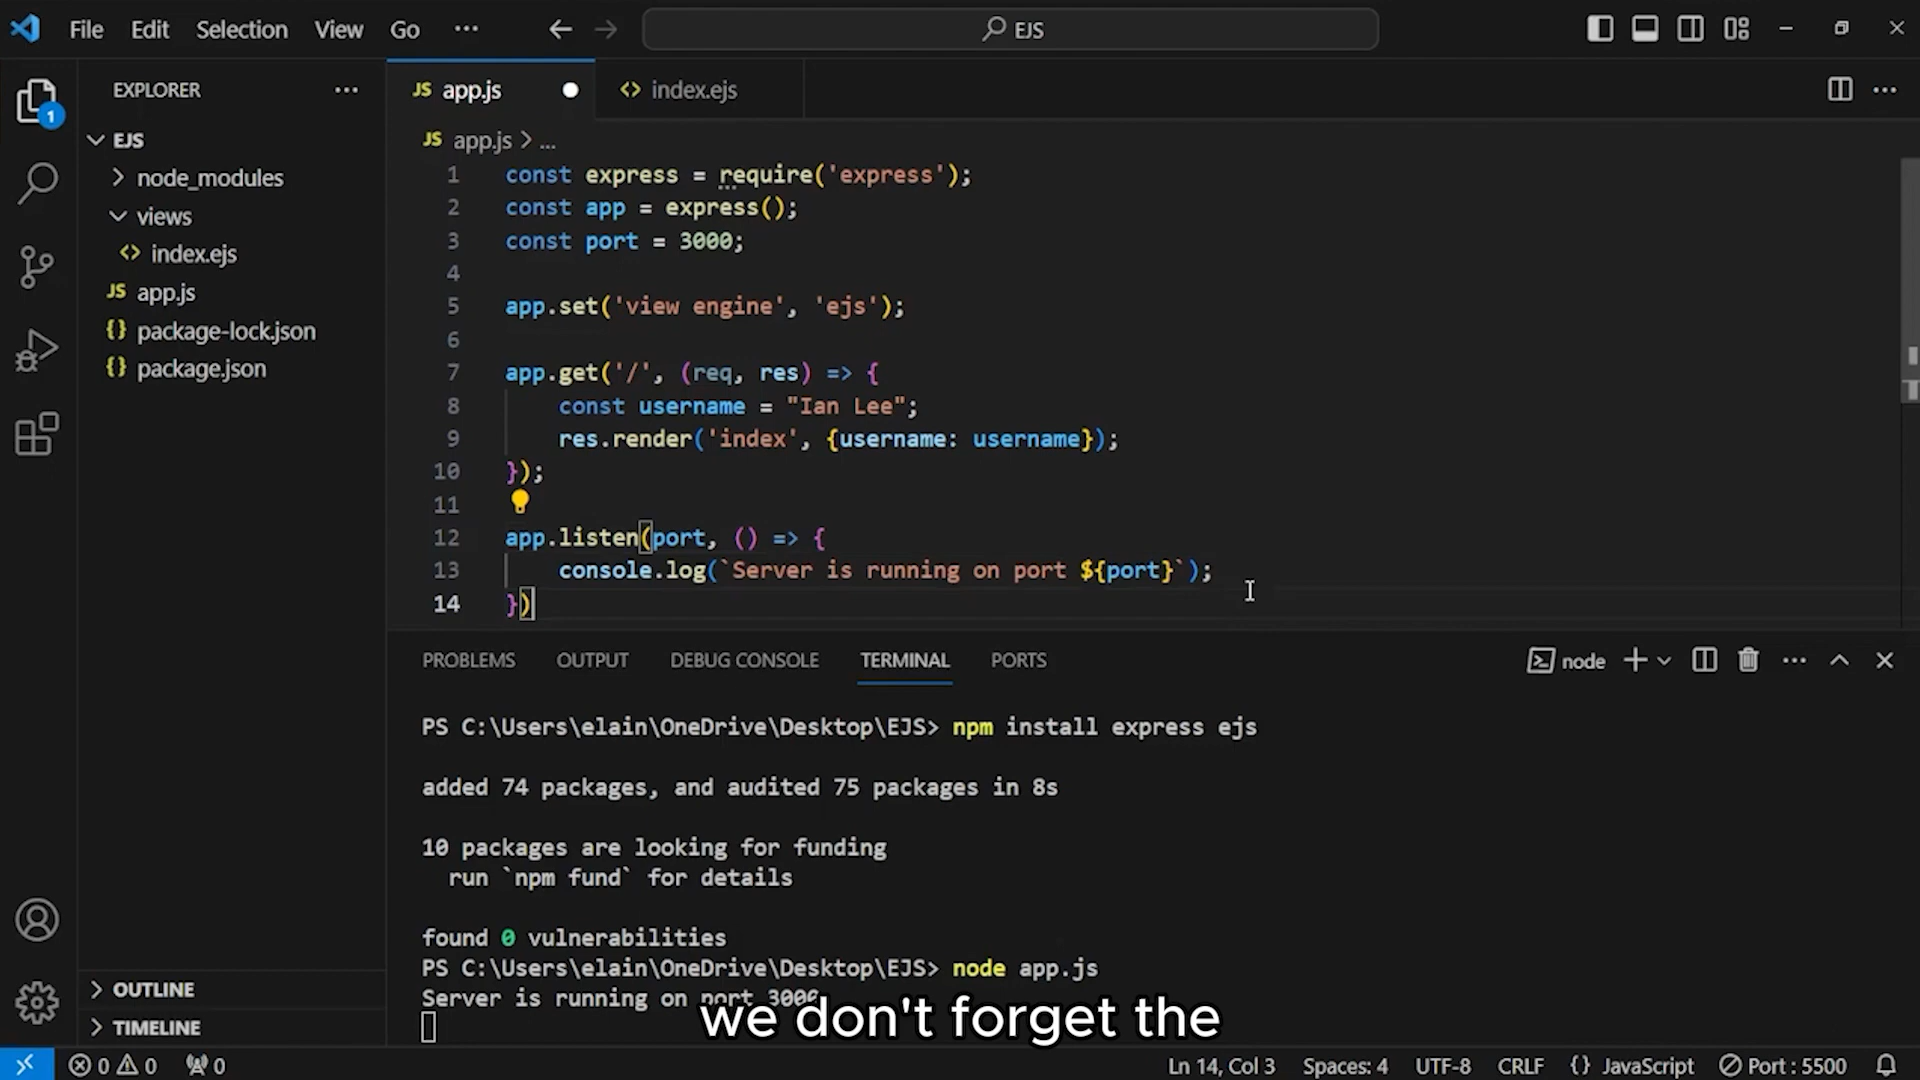 File Edit Selection View Go ··· EJS
EXPLORER ···
JS app.js
<> index.ejs
EJS
node_modules
views
<> index.ejs
JS app.js
{} package-lock.json
{} package.json
OUTLINE
TIMELINE
1
JS app.js > ...
1 const express = require('express');
2 const app = express();
3 const port = 3000;
4
5 app.set('view engine', 'ejs');
6
7 app.get('/', (req, res) => {
8 const username = "Ian Lee";
9 res.render('index', {username: username});
10 });
11
12 app.listen(port, () => {
13 console.log(`Server is running on port ${port}`);
14 })
PROBLEMS OUTPUT DEBUG CONSOLE TERMINAL PORTS
node
PS C:\Users\elain\OneDrive\Desktop\EJS> npm install express ejs
added 74 packages, and audited 75 packages in 8s
10 packages are looking for funding
run `npm fund` for details
found 0 vulnerabilities
PS C:\Users\elain\OneDrive\Desktop\EJS> node app.js
Server is running on port 3000
we don't forget the
0 0 0 Ln 14, Col 3 Spaces: 4 UTF-8 CRLF {} JavaScript Port : 5500